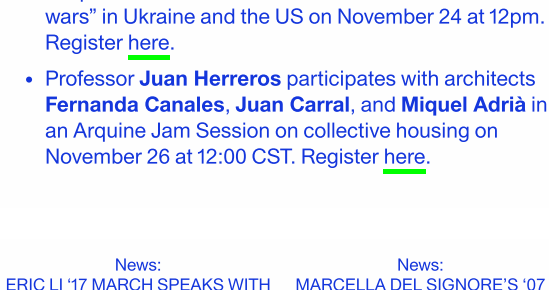 wars” in Ukraine and the US on November 24 at 12pm.
Register here.
• Professor Juan Herreros participates with architects
Fernanda Canales, Juan Carral, and Miquel Adrià in
an Arquine Jam Session on collective housing on
November 26 at 12:00 CST. Register here.
News:
ERIC LI ‘17 MARCH SPEAKS WITH
News:
MARCELLA DEL SIGNORE’S ‘07